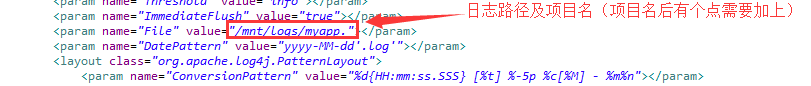 <param name="Threshold" value="info"></param>
<param name="ImmediateFlush" value="true"></param>
<param name="File" value="/mnt/logs/myapp."></param>
日志路径及项目名（项目名后有个点需要加上）
<param name="DatePattern" value="yyyy-MM-dd'.log'"></param>
<layout class="org.apache.log4j.PatternLayout">
<param name="ConversionPattern" value="%d{HH:mm:ss.SSS} [%t] %-5p %c[%M] - %m%n"></param>